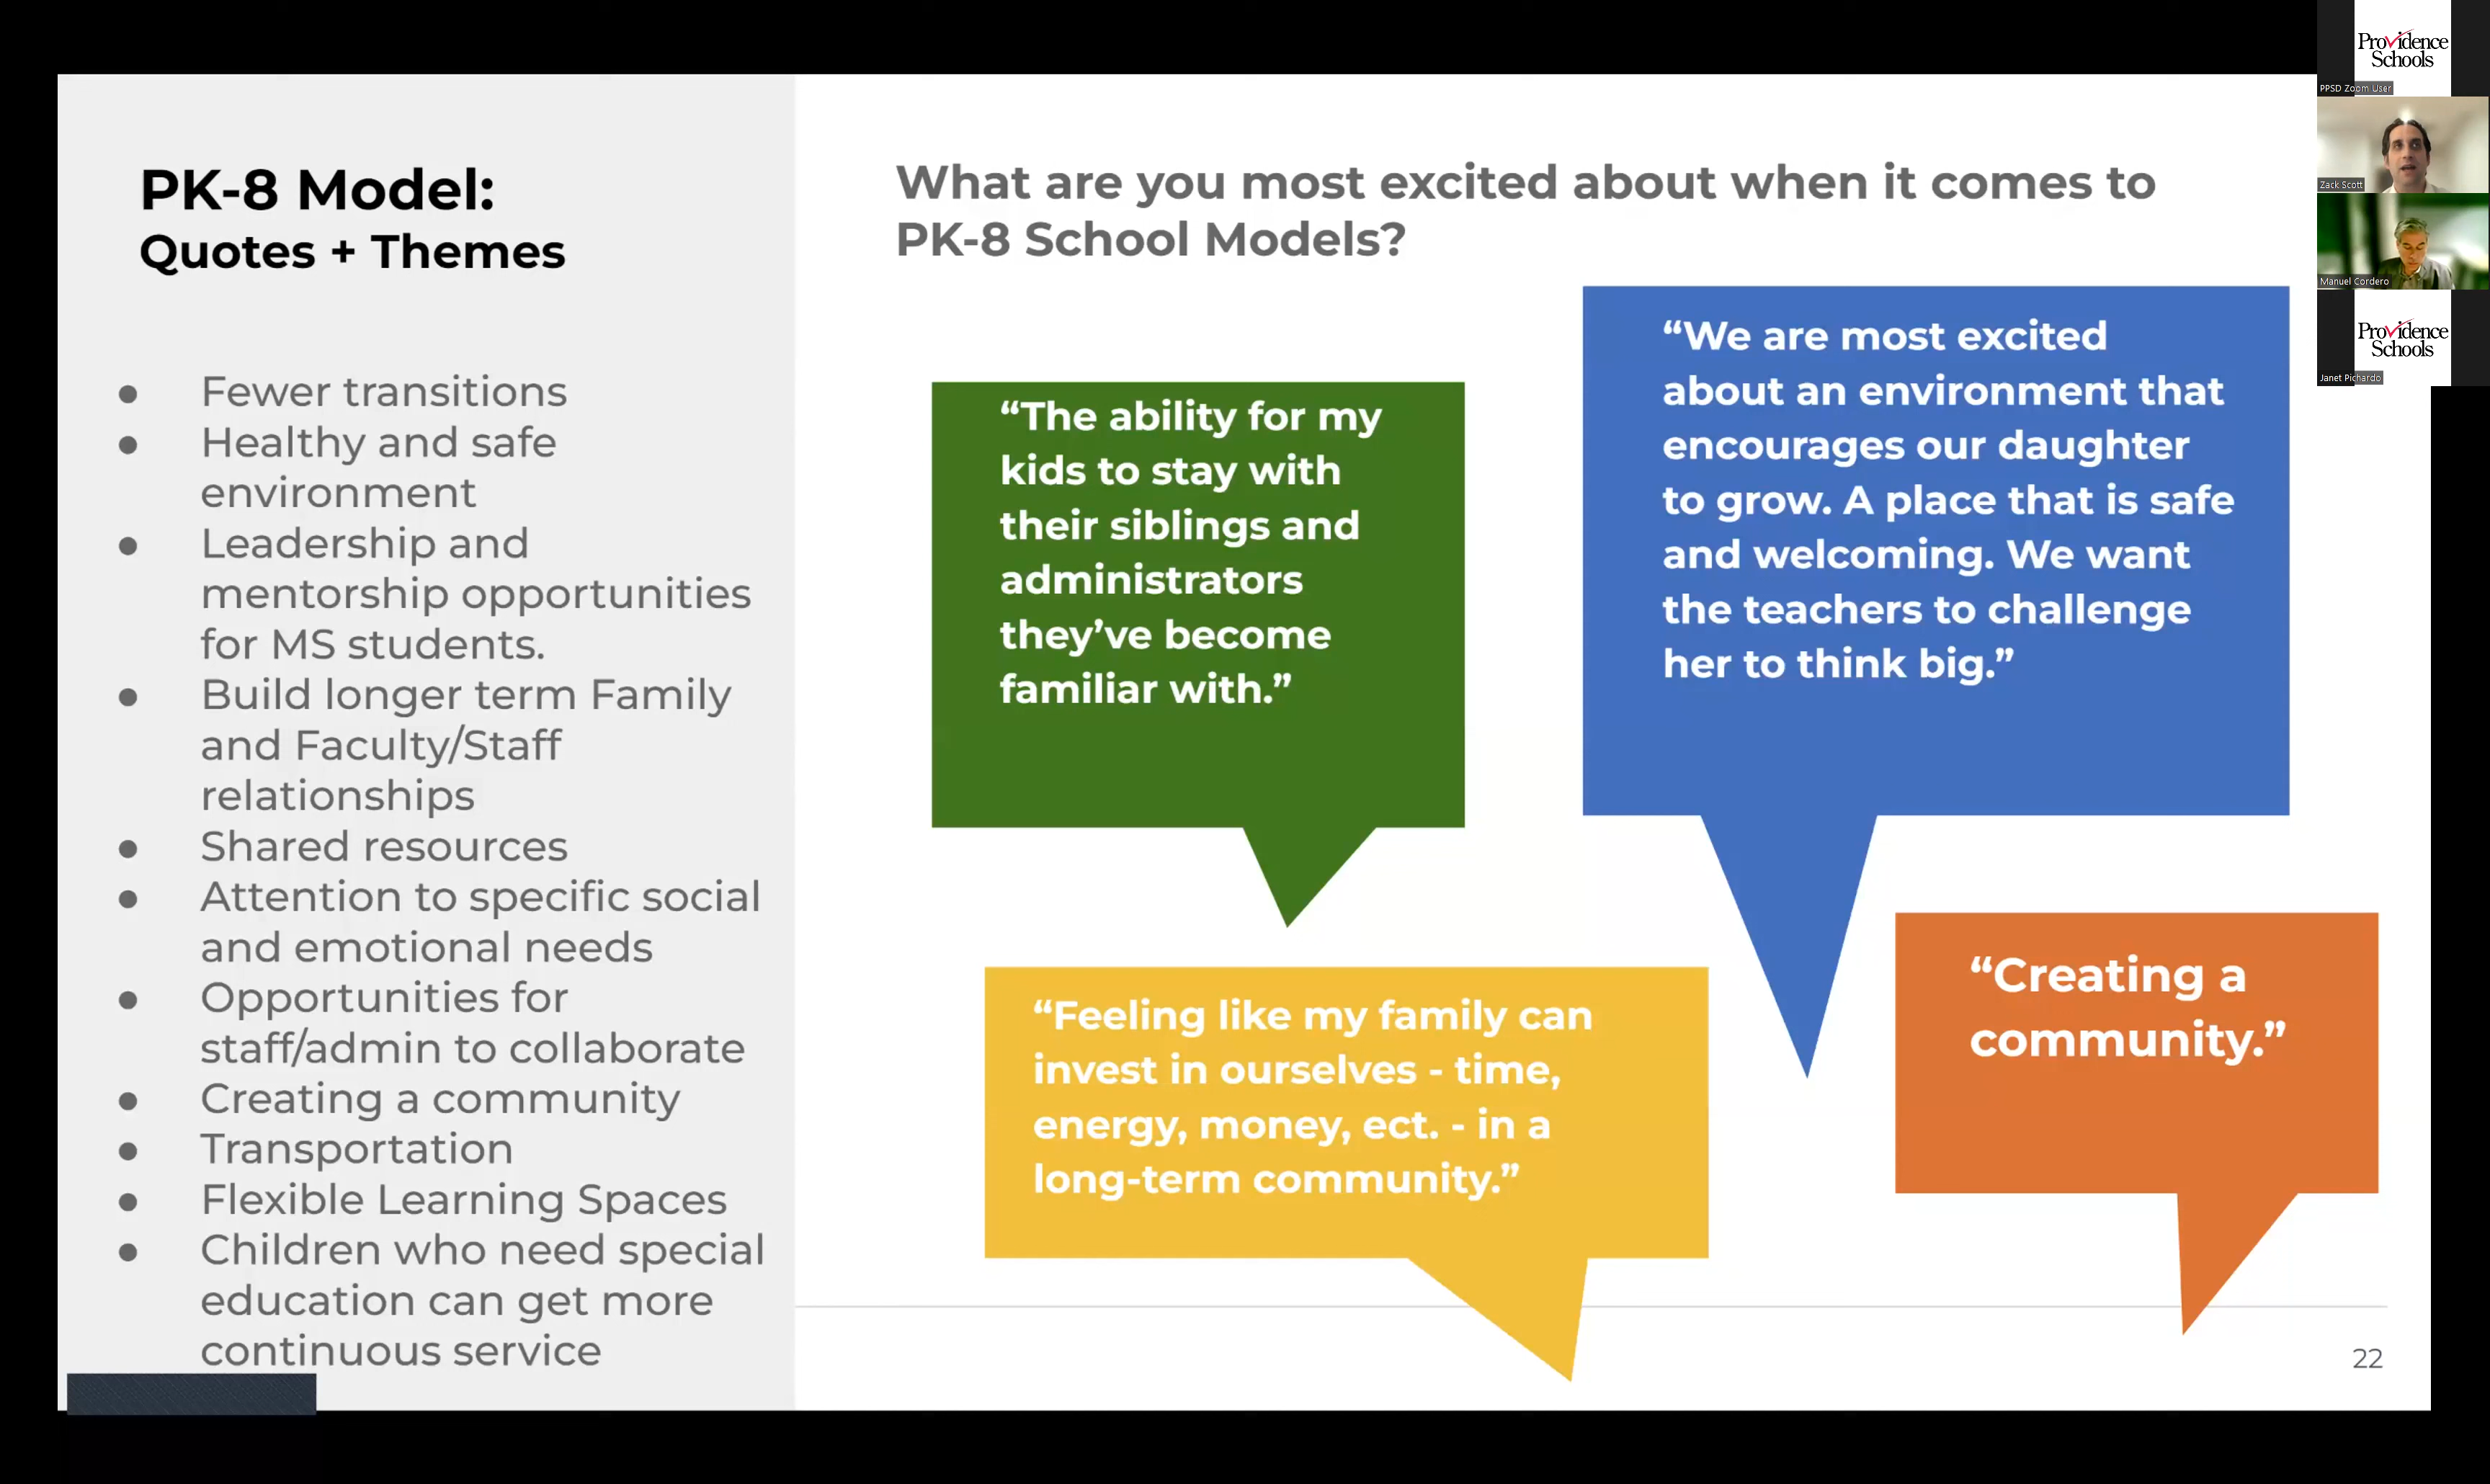 PK-8 Model:
Quotes + Themes
● Fewer transitions
● Healthy and safe
environment
● Leadership and
mentorship opportunities
for MS students.
● Build longer term Family
and Faculty/Staff
relationships
● Shared resources
● Attention to specific social
and emotional needs
● Opportunities for
staff/admin to collaborate
● Creating a community
● Transportation
● Flexible Learning Spaces
● Children who need special
education can get more
continuous service
What are you most excited about when it comes to
PK-8 School Models?
“The ability for my
kids to stay with
their siblings and
administrators
they’ve become
familiar with.”
“We are most excited
about an environment that
encourages our daughter
to grow. A place that is safe
and welcoming. We want
the teachers to challenge
her to think big.”
“Feeling like my family can
invest in ourselves - time,
energy, money, ect. - in a
long-term community.”
“Creating a
community.”
22
Providence
Schools
PPSD Zoom User
Zack Scott
Manuel Cordero
Providence
Schools
Janet Pichardo